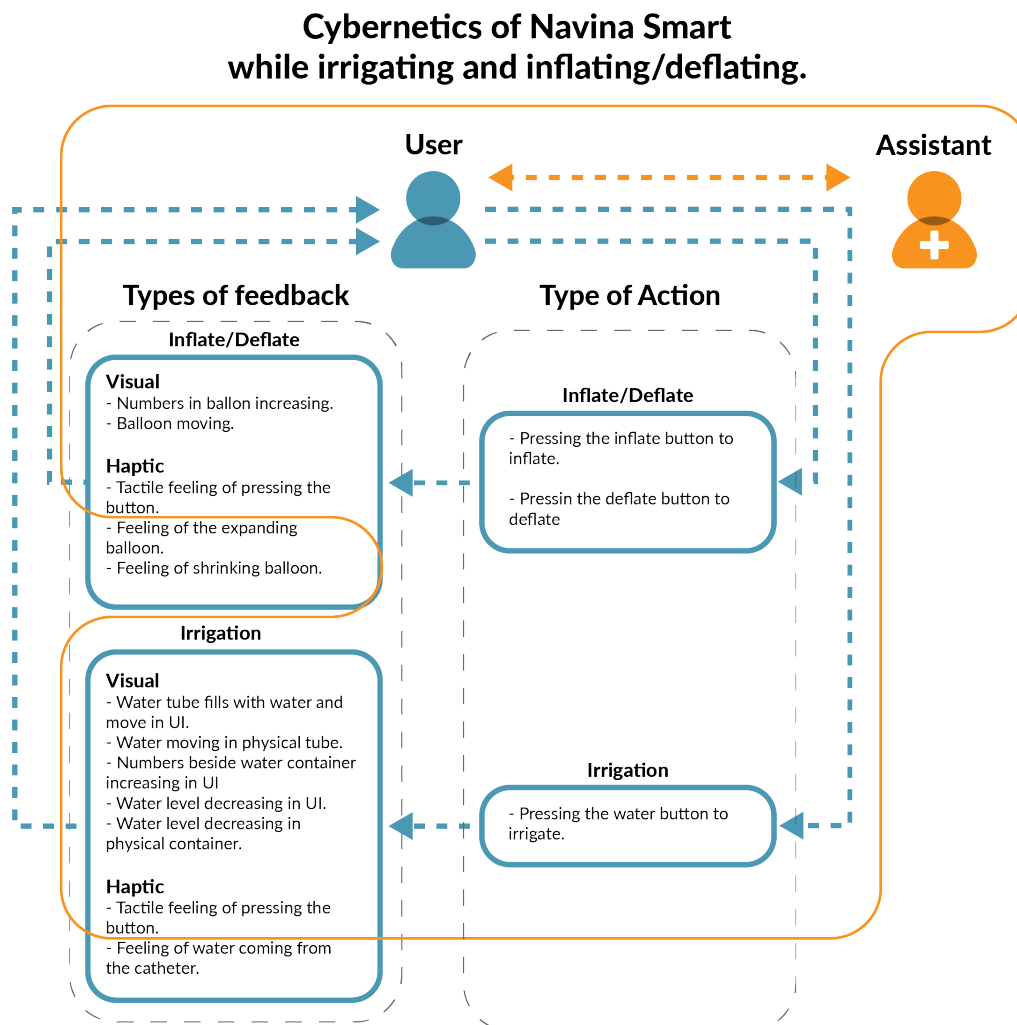 Cybernetics of Navina Smart
while irrigating and inflating/deflating.
User
Assistant
Types of feedback
Type of Action
Inflate/Deflate
Visual
- Numbers in ballon increasing.
- Balloon moving.
Haptic
- Tactile feeling of pressing the
button.
- Feeling of the expanding
balloon.
- Feeling of shrinking balloon.
Inflate/Deflate
- Pressing the inflate button to
inflate.
- Pressin the deflate button to
deflate
Irrigation
Visual
- Water tube fills with water and
move in UI.
- Water moving in physical tube.
- Numbers beside water container
increasing in UI
- Water level decreasing in UI.
- Water level decreasing in
physical container.
Haptic
- Tactile feeling of pressing the
button.
- Feeling of water coming from
the catheter.
Irrigation
- Pressing the water button to
irrigate.